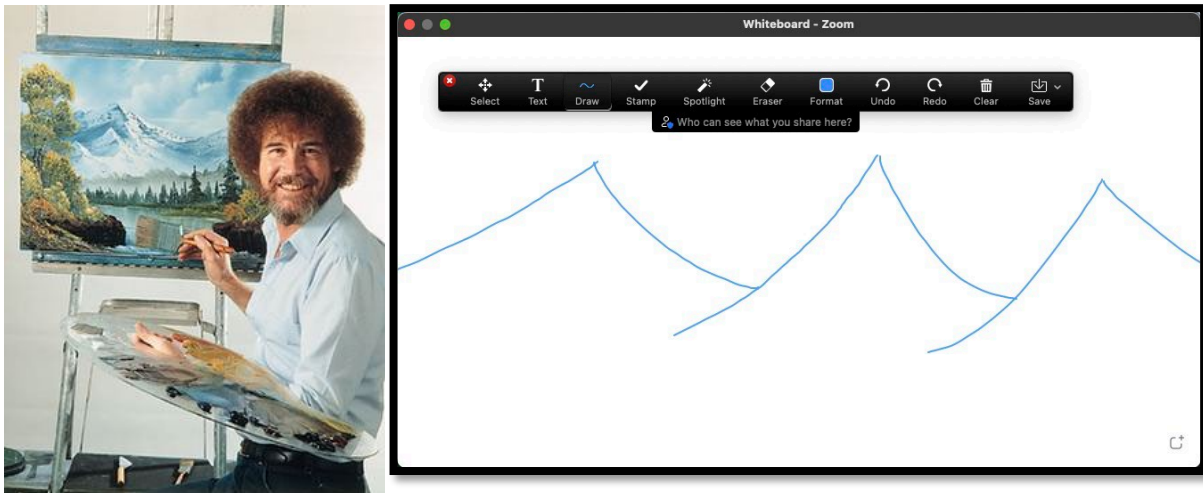 Whiteboard - Zoom
Select Text Draw Stamp Spotlight Eraser Format Undo Redo Clear Save
Who can see what you share here?